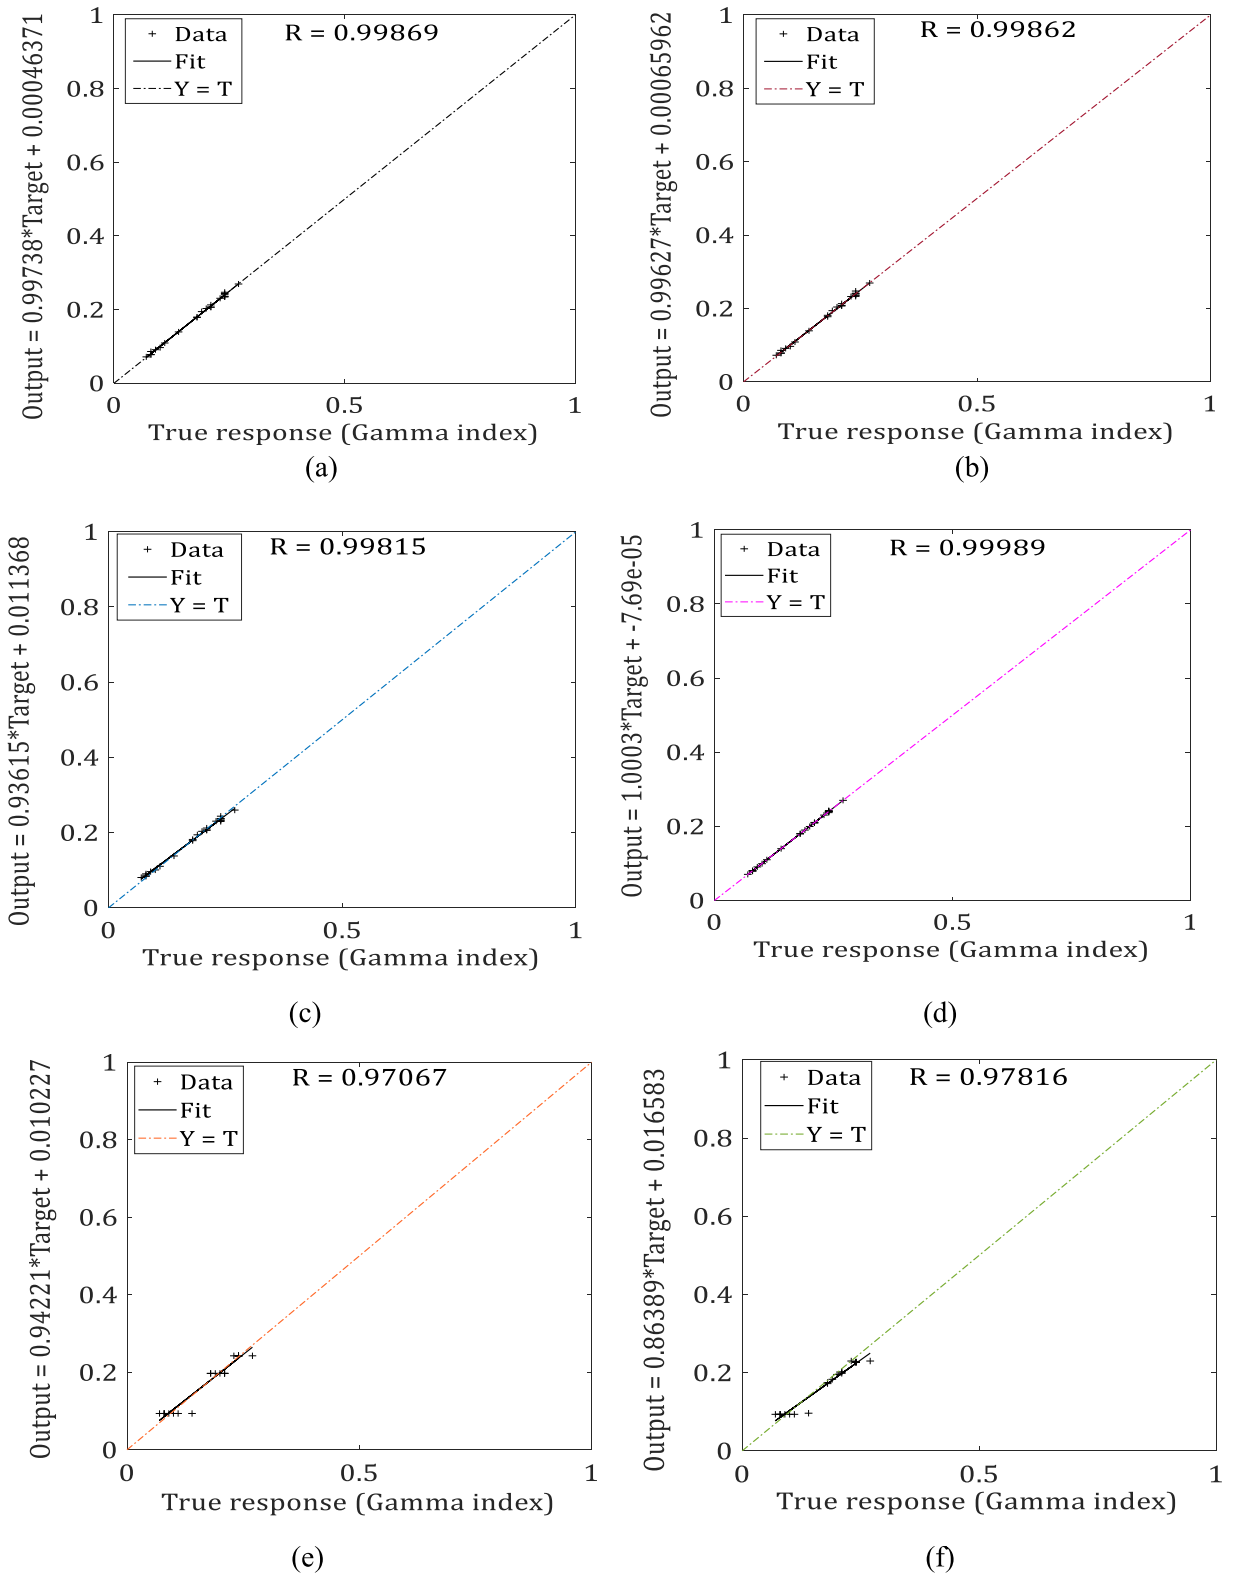 Output = 0.99738*Target + 0.00046371
1
0.8
0.6
0.4
0.2
0
Data
Fit
Y = T
R = 0.99869
0 0.5 1
True response (Gamma index)
(a)
Output = 0.99627*Target + 0.00065962
1
0.8
0.6
0.4
0.2
0
Data
Fit
Y = T
R = 0.99862
0 0.5 1
True response (Gamma index)
(b)
Output = 0.93615*Target + 0.011368
1
0.8
0.6
0.4
0.2
0
Data
Fit
Y = T
R = 0.99815
0 0.5 1
True response (Gamma index)
(c)
Output = 1.0003*Target + -7.69e-05
1
0.8
0.6
0.4
0.2
0
Data
Fit
Y = T
R = 0.99989
0 0.5 1
True response (Gamma index)
(d)
Output = 0.94221*Target + 0.010227
1
0.8
0.6
0.4
0.2
0
Data
Fit
Y = T
R = 0.97067
0 0.5 1
True response (Gamma index)
(e)
Output = 0.86389*Target + 0.016583
1
0.8
0.6
0.4
0.2
0
Data
Fit
Y = T
R = 0.97816
0 0.5 1
True response (Gamma index)
(f)